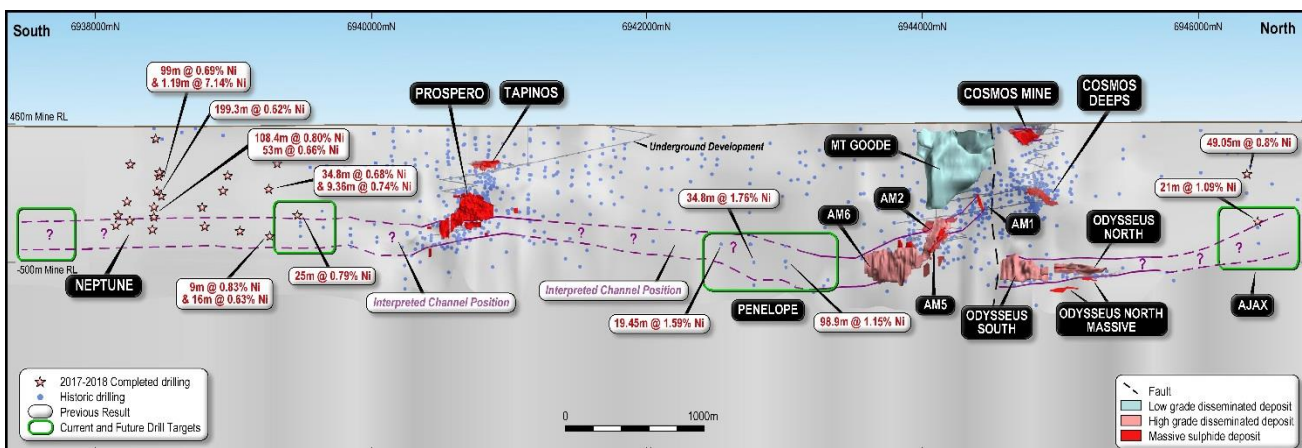 South
6938000mN
6940000mN
6942000mN
6944000mN
6946000mN
North
99m @ 0.69% Ni
& 1.19m @ 7.14% Ni
199.3m @ 0.62% Ni
108.4m @ 0.80% Ni
53m @ 0.66% Ni
34.8m @ 0.68% Ni
& 9.36m @ 0.74% Ni
PROSPERO
TAPINOS
COSMOS MINE
COSMOS
DEEPS
49.05m @ 0.8% Ni
460m Mine RL
Underground Development
MT GOODE
34.8m @ 1.76% Ni
21m @ 1.09% Ni
AM2
AM6
AM1
ODYSSEUS
NORTH
?
?
?
?
?
?
?
?
-500m Mine RL
NEPTUNE
9m @ 0.83% Ni
& 16m @ 0.63% Ni
25m @ 0.79% Ni
Interpreted Channel Position
Interpreted Channel Position
19.45m @ 1.59% Ni
PENELOPE
98.9m @ 1.15% Ni
AM5
ODYSSEUS
SOUTH
ODYSSEUS NORTH
MASSIVE
AJAX
2017-2018 Completed drilling
Historic drilling
Previous Result
Current and Future Drill Targets
0
1000m
Fault
Low grade disseminated deposit
High grade disseminated deposit
Massive sulphide deposit